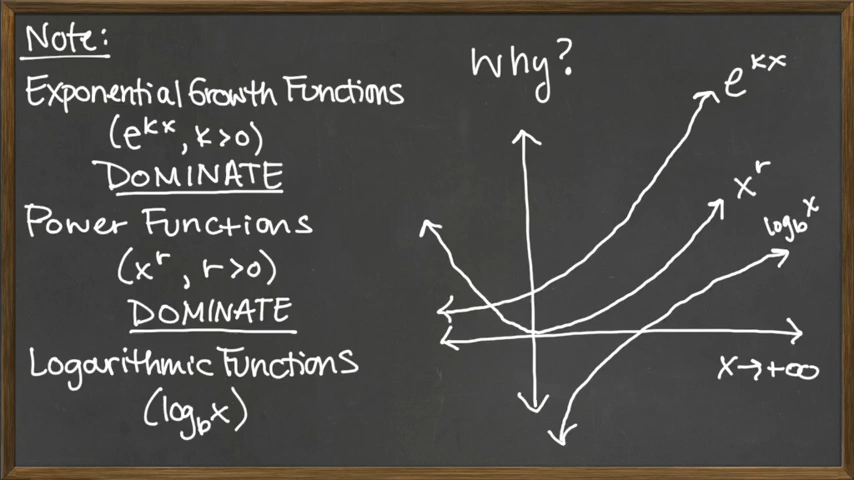 Note:
Exponential Growth Functions
(e^kx, k>0)
DOMINATE
Power Functions
(x^r, r>0)
DOMINATE
Logarithmic Functions
(log_b x)
Why?
e^kx
x^r
log_b x
x→+∞